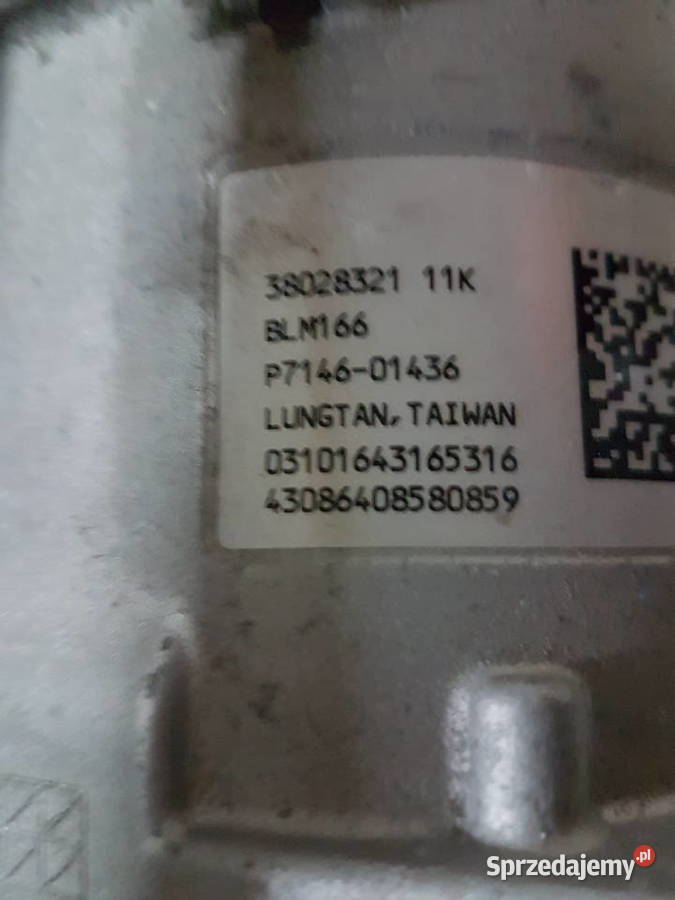 38028321 11K
BLM166
P7146-01436
LUNGTAN, TAIWAN
03101643165316
43086408580859
Sprzedajemy.pl